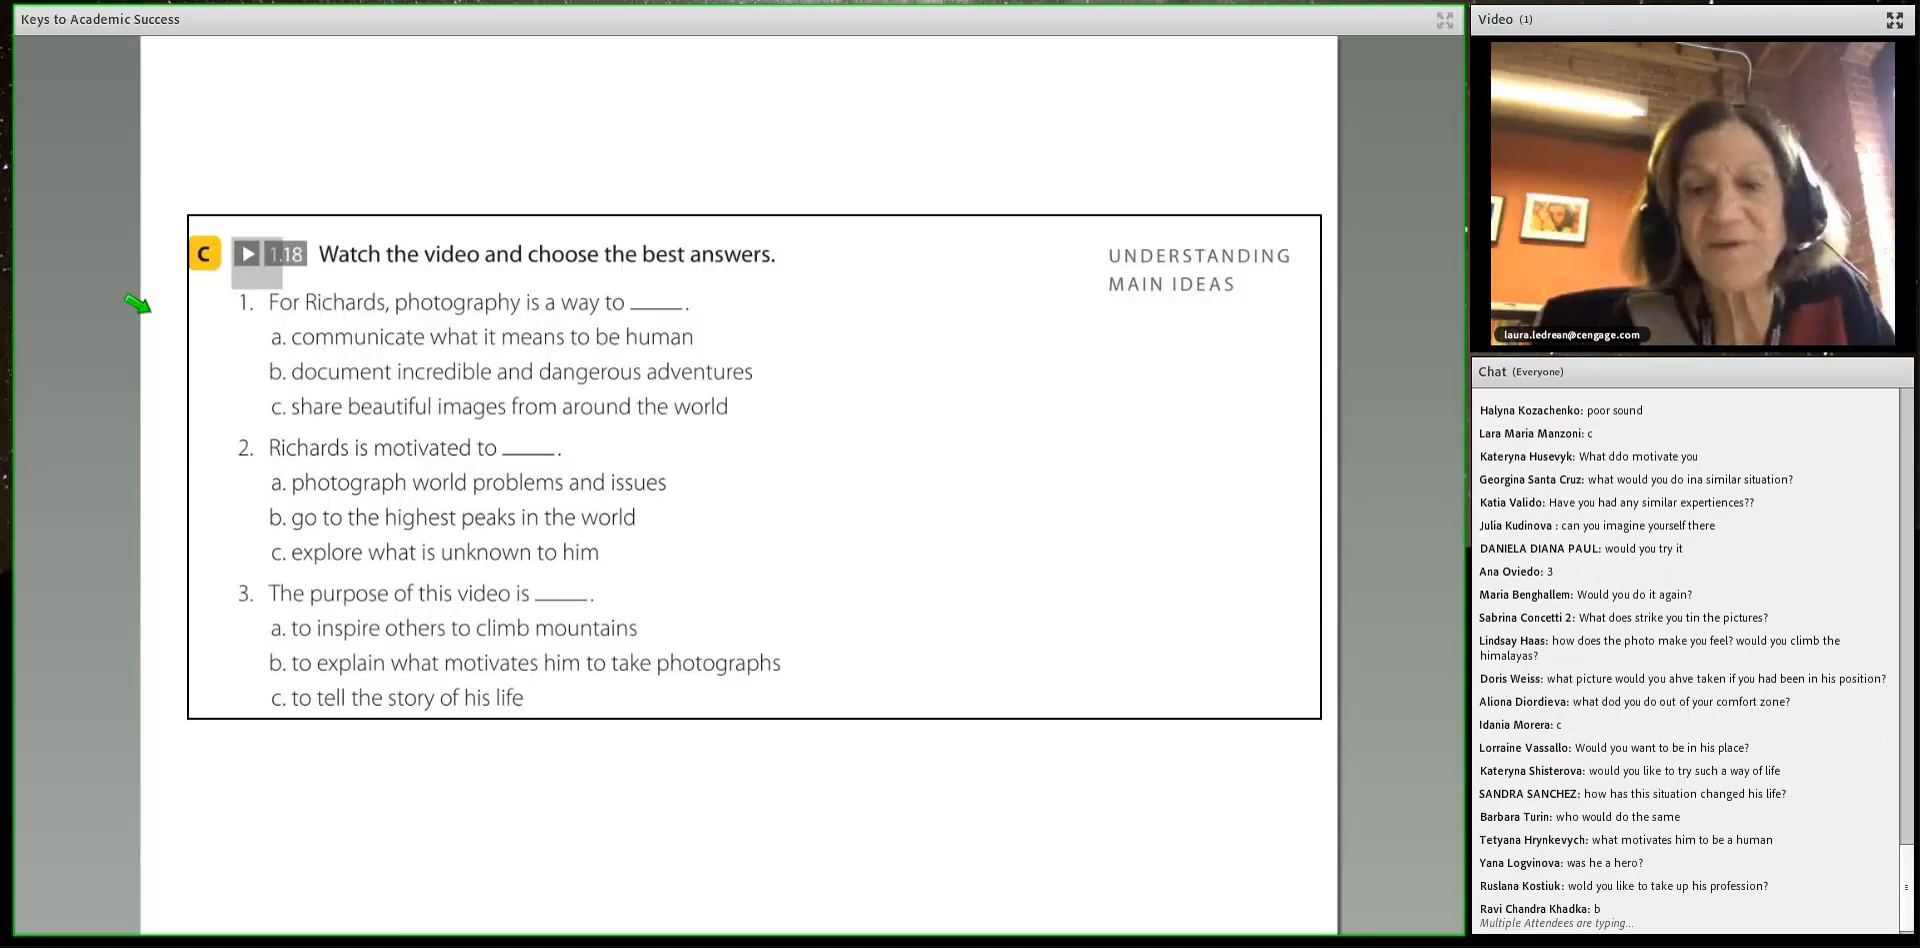 Keys to Academic Success
C 1.18 Watch the video and choose the best answers.
UNDERSTANDING
MAIN IDEAS
1. For Richards, photography is a way to _____.
a. communicate what it means to be human
b. document incredible and dangerous adventures
c. share beautiful images from around the world
2. Richards is motivated to _____.
a. photograph world problems and issues
b. go to the highest peaks in the world
c. explore what is unknown to him
3. The purpose of this video is _____.
a. to inspire others to climb mountains
b. to explain what motivates him to take photographs
c. to tell the story of his life
Video (1)
laura.ledrean@cengage.com
Chat (Everyone)
Halyna Kozachenko: poor sound
Lara Maria Manzoni: c
Kateryna Husevyk: What ddo motivate you
Georgina Santa Cruz: what would you do ina similar situation?
Katia Valido: Have you had any similar expertiences??
Julia Kudinova : can you imagine yourself there
DANIELA DIANA PAUL: would you try it
Ana Oviedo: 3
Maria Benghallem: Would you do it again?
Sabrina Concetti 2: What does strike you tin the pictures?
Lindsay Haas: how does the photo make you feel? would you climb the
himalayas?
Doris Weiss: what picture would you ahve taken if you had been in his position?
Aliona Diordieva: what dod you do out of your comfort zone?
Idania Morera: c
Lorraine Vassallo: Would you want to be in his place?
Kateryna Shisterova: would you like to try such a way of life
SANDRA SANCHEZ: how has this situation changed his life?
Barbara Turin: who would do the same
Tetyana Hrynkevych: what motivates him to be a human
Yana Logvinova: was he a hero?
Ruslana Kostiuk: wold you like to take up his profession?
Ravi Chandra Khadka: b
Multiple Attendees are typing...